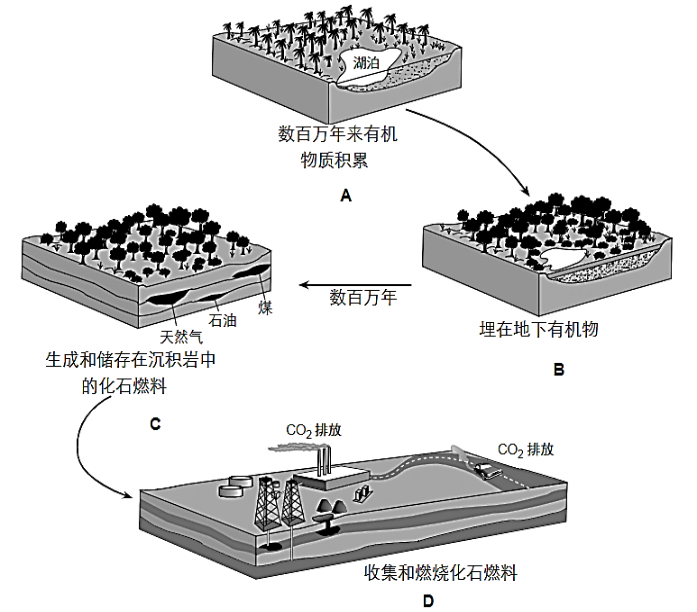 湖泊
数百万年来有机
物质积累
A
埋在地下有机物
B
数百万年
煤
石油
天然气
生成和储存在沉积岩中
的化石燃料
C
CO₂ 排放
CO₂ 排放
收集和燃烧化石燃料
D